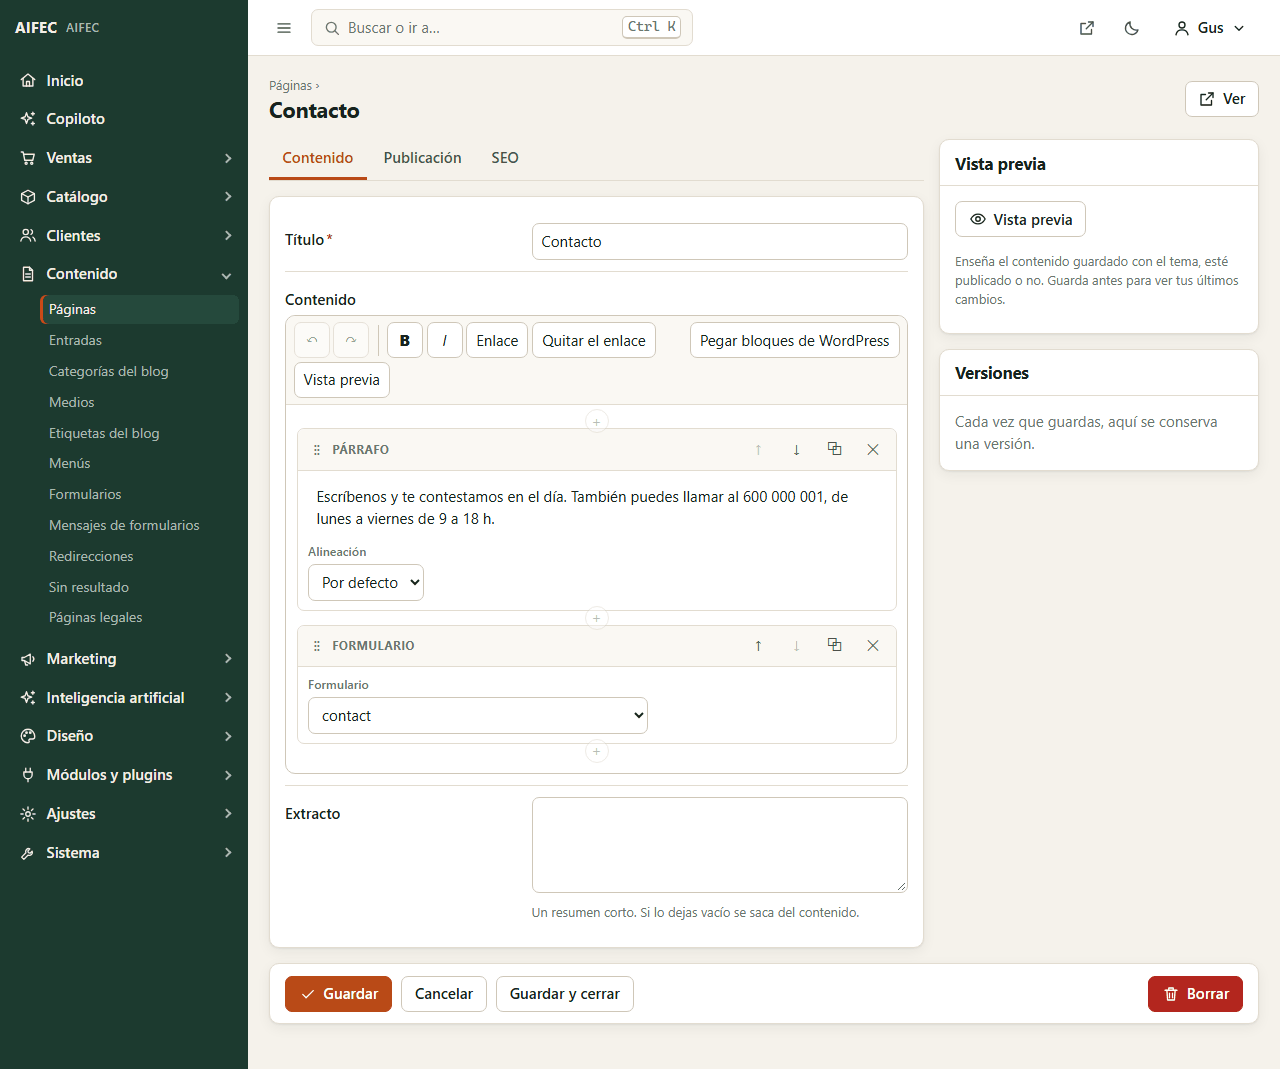 AIFEC AIFEC
Buscar o ir a...
Ctrl K
Gus
Inicio
Copiloto
Ventas
Catálogo
Clientes
Contenido
Páginas
Entradas
Categorías del blog
Medios
Etiquetas del blog
Menús
Formularios
Mensajes de formularios
Redirecciones
Sin resultado
Páginas legales
Marketing
Inteligencia artificial
Diseño
Módulos y plugins
Ajustes
Sistema
Páginas ›
Contacto
Ver
Contenido
Publicación
SEO
Título *
Contacto
Contenido
B
I
Enlace
Quitar el enlace
Pegar bloques de WordPress
Vista previa
+
PÁRRAFO
Escríbenos y te contestamos en el día. También puedes llamar al 600 000 001, de
lunes a viernes de 9 a 18 h.
Alineación
Por defecto
+
FORMULARIO
Formulario
contact
+
Extracto
Un resumen corto. Si lo dejas vacío se saca del contenido.
Guardar
Cancelar
Guardar y cerrar
Borrar
Vista previa
Vista previa
Enseña el contenido guardado con el tema, esté
publicado o no. Guarda antes para ver tus últimos
cambios.
Versiones
Cada vez que guardas, aquí se conserva
una versión.